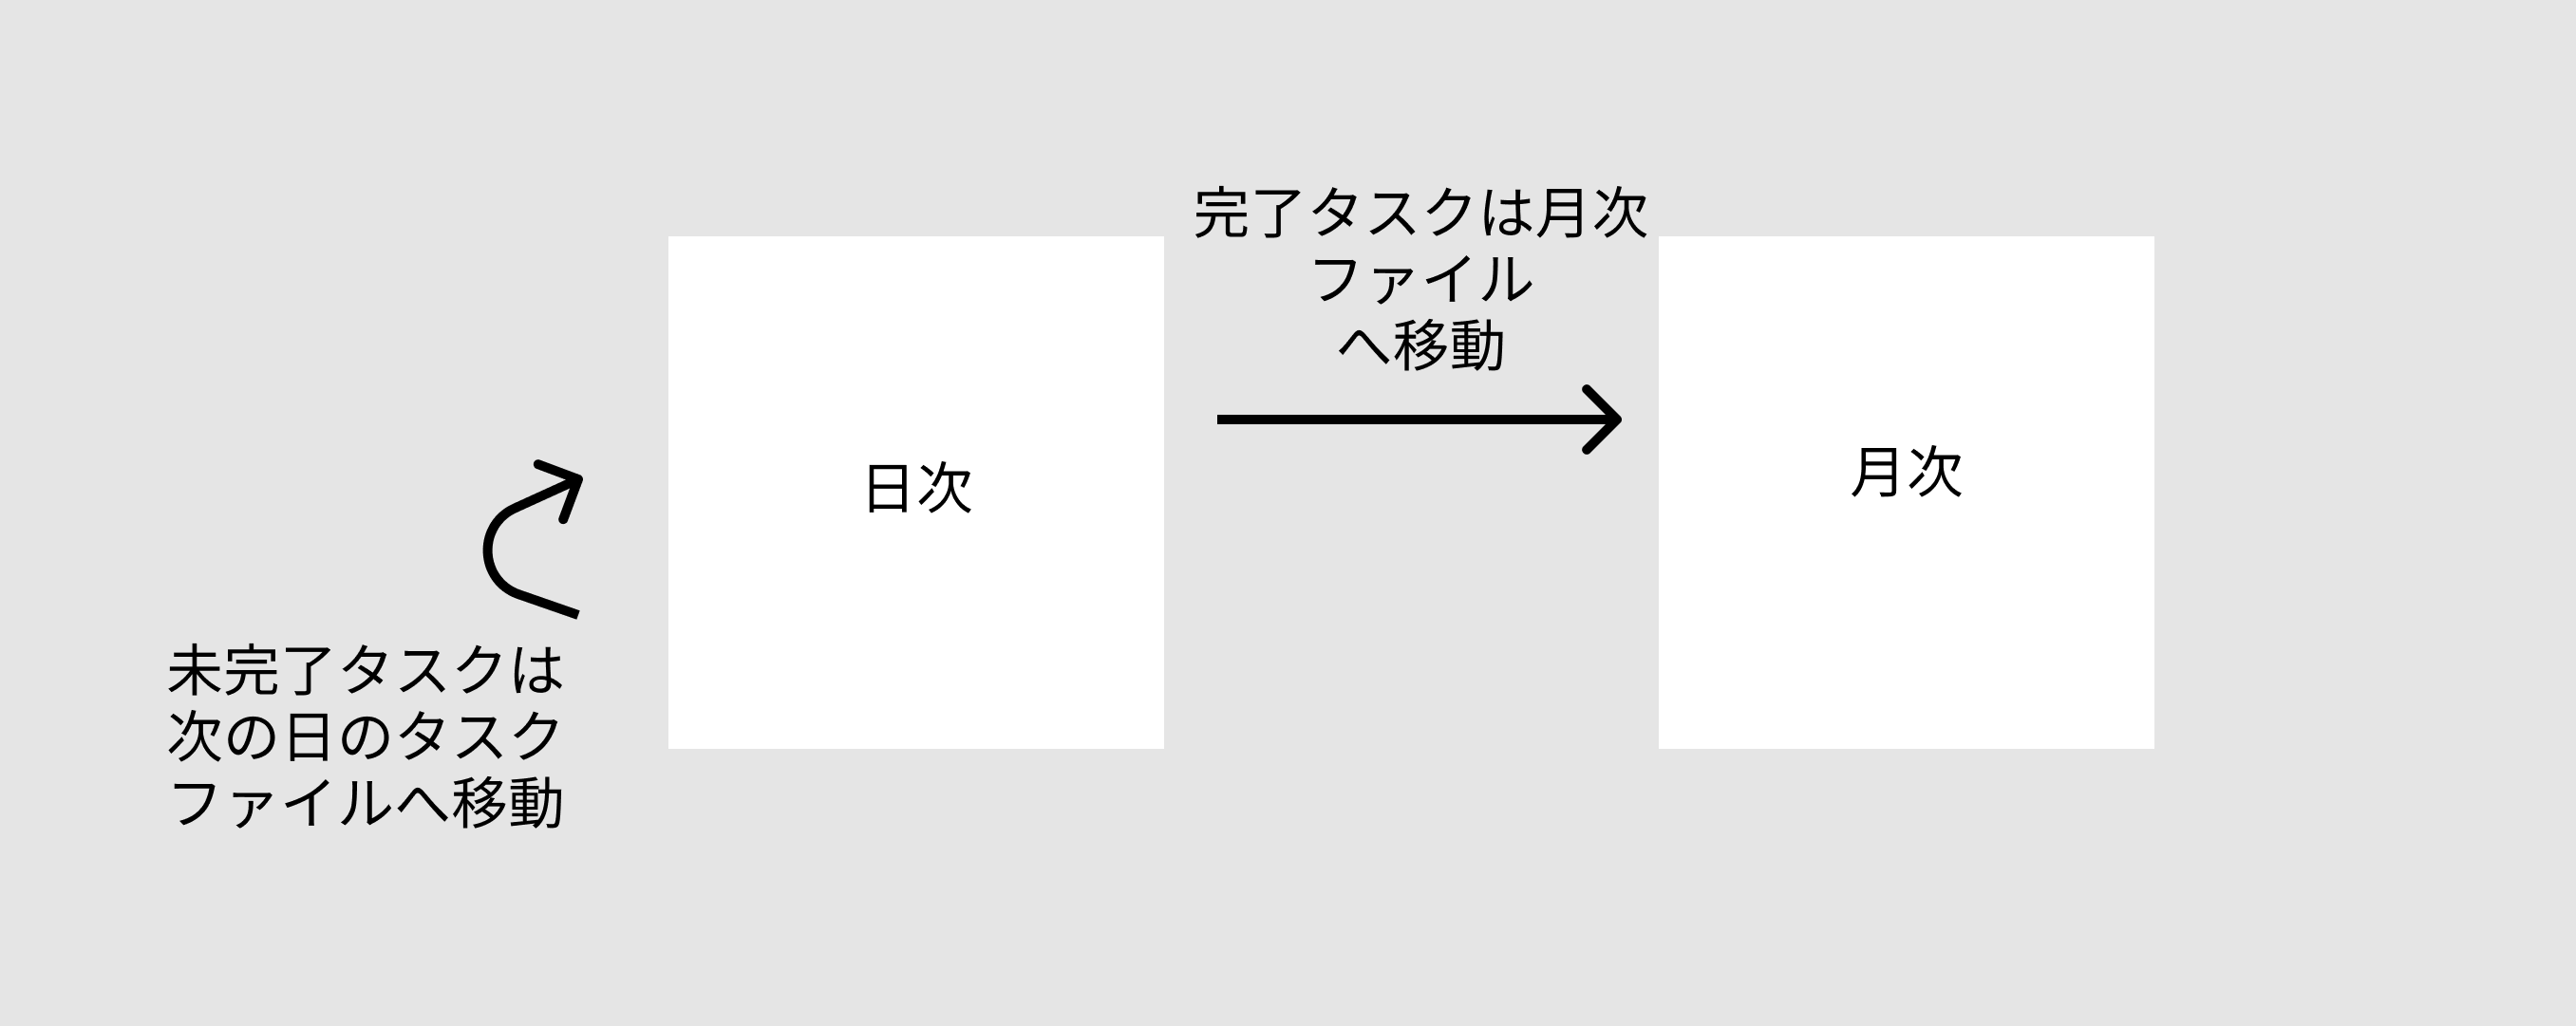 完了タスクは月次
ファイル
へ移動
日次
月次
未完了タスクは
次の日のタスク
ファイルへ移動